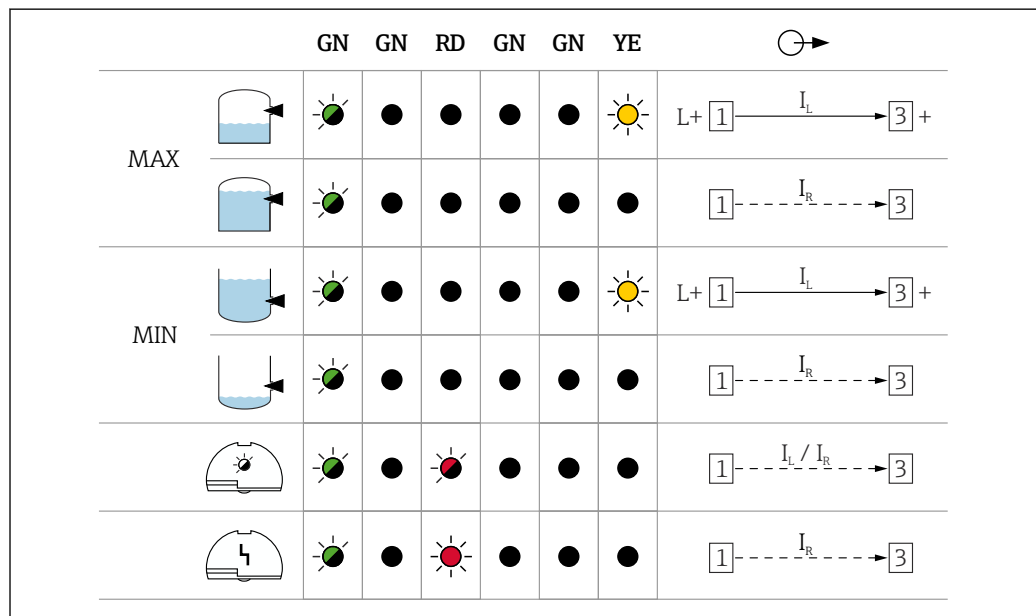 GN GN RD GN GN YE
MAX
L+ 1 I_L 3 +
1 I_R 3
MIN
L+ 1 I_L 3 +
1 I_R 3
1 I_L / I_R 3
1 I_R 3